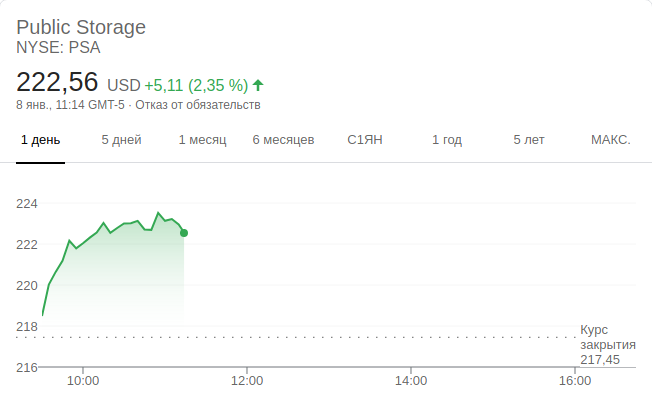 Public Storage
NYSE: PSA
222,56 USD +5,11 (2,35 %)
8 янв., 11:14 GMT-5 · Отказ от обязательств
1 день 5 дней 1 месяц 6 месяцев С1ЯН 1 год 5 лет МАКС.
224
222
220
218
Курс
закрытия
217,45
216
10:00 12:00 14:00 16:00